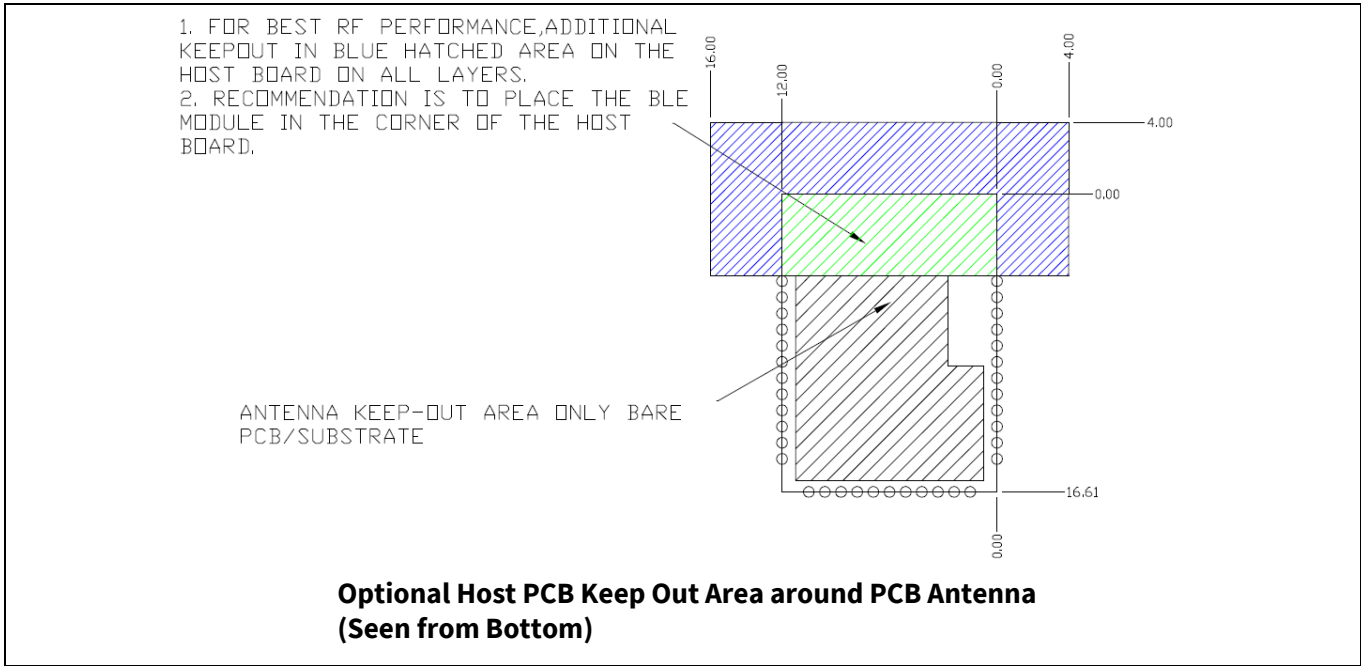 1. FOR BEST RF PERFORMANCE,ADDITIONAL
KEEPOUT IN BLUE HATCHED AREA ON THE
HOST BOARD ON ALL LAYERS.
2. RECOMMENDATION IS TO PLACE THE BLE
MODULE IN THE CORNER OF THE HOST
BOARD.
16.00
12.00
0.00
4.00
4.00
0.00
ANTENNA KEEP-OUT AREA ONLY BARE
PCB/SUBSTRATE
16.61
0.00
Optional Host PCB Keep Out Area around PCB Antenna
(Seen from Bottom)